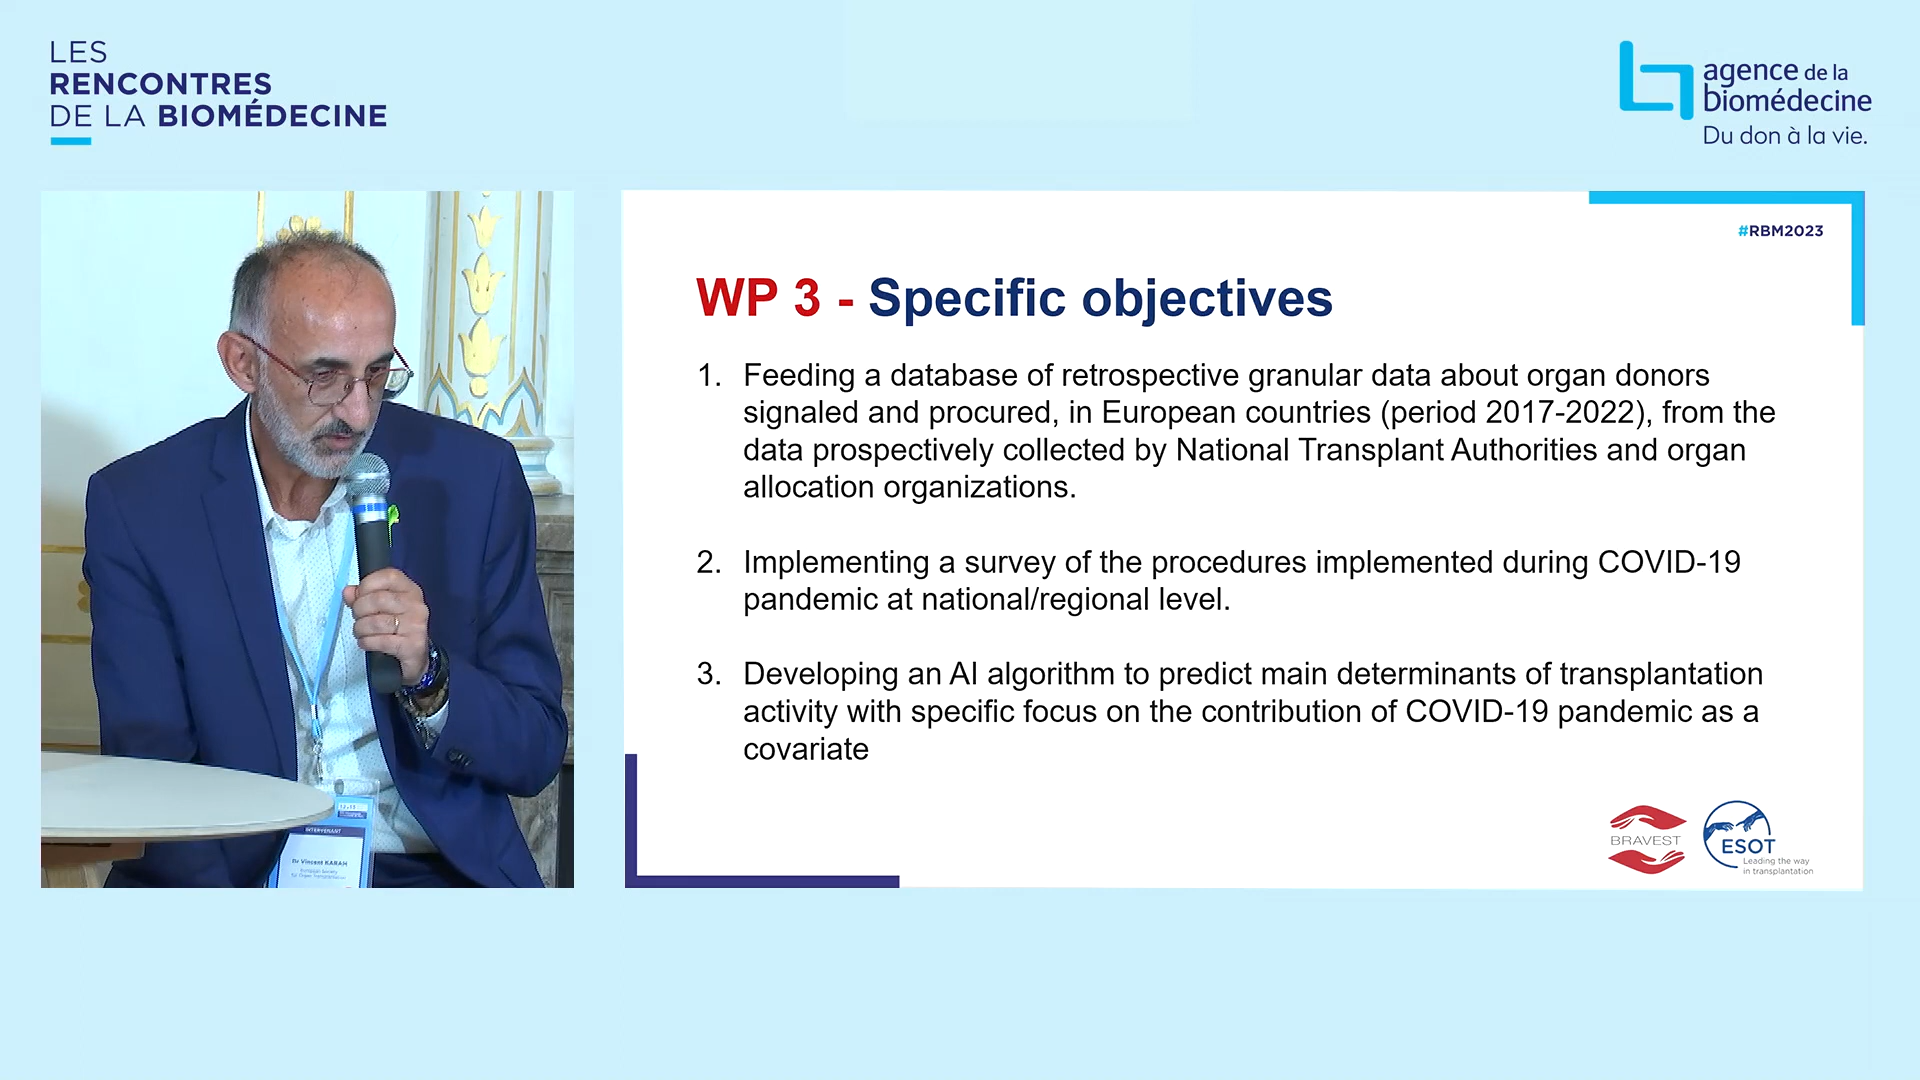 LES
RENCONTRES
DE LA BIOMÉDECINE
agence de la
biomédecine
Du don à la vie.
#RBM2023
WP 3 - Specific objectives
1. Feeding a database of retrospective granular data about organ donors
signaled and procured, in European countries (period 2017-2022), from the
data prospectively collected by National Transplant Authorities and organ
allocation organizations.
2. Implementing a survey of the procedures implemented during COVID-19
pandemic at national/regional level.
3. Developing an AI algorithm to predict main determinants of transplantation
activity with specific focus on the contribution of COVID-19 pandemic as a
covariate
BRAVEST
ESOT
Leading the way
in transplantation
INTERVENANT
Dr Vincent KARAM
European Society
for Organ Transplantation